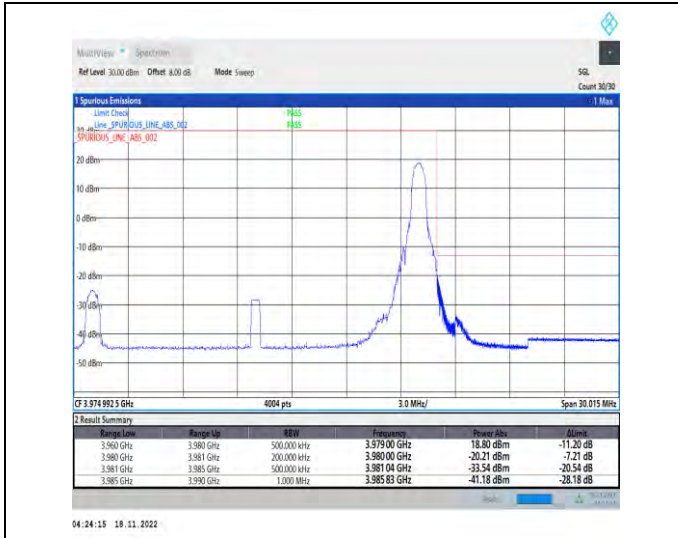 MultiView Spectrum
Ref Level 30.00 dBm Offset 8.00 dB Mode Sweep SGL
Count 30/30
1 Spurious Emissions 1 Max
Limit Check PASS
Line _SPURIOUS_LINE_ABS_002 PASS
_SPURIOUS_LINE_ABS_002
20 dBm
10 dBm
0 dBm
-10 dBm
-20 dBm
-30 dBm
-40 dBm
-50 dBm
CF 3.974 992 5 GHz 4004 pts 3.0 MHz/ Span 30.015 MHz
2 Result Summary
Range Low Range Up RBW Frequency Power Abs ΔLimit
3.960 GHz 3.980 GHz 500.000 kHz 3.979 00 GHz 18.80 dBm -11.20 dB
3.980 GHz 3.981 GHz 200.000 kHz 3.980 00 GHz -20.21 dBm -7.21 dB
3.981 GHz 3.985 GHz 500.000 kHz 3.981 04 GHz -33.54 dBm -20.54 dB
3.985 GHz 3.990 GHz 1.000 MHz 3.985 83 GHz -41.18 dBm -28.18 dB
04:24:15 18.11.2022